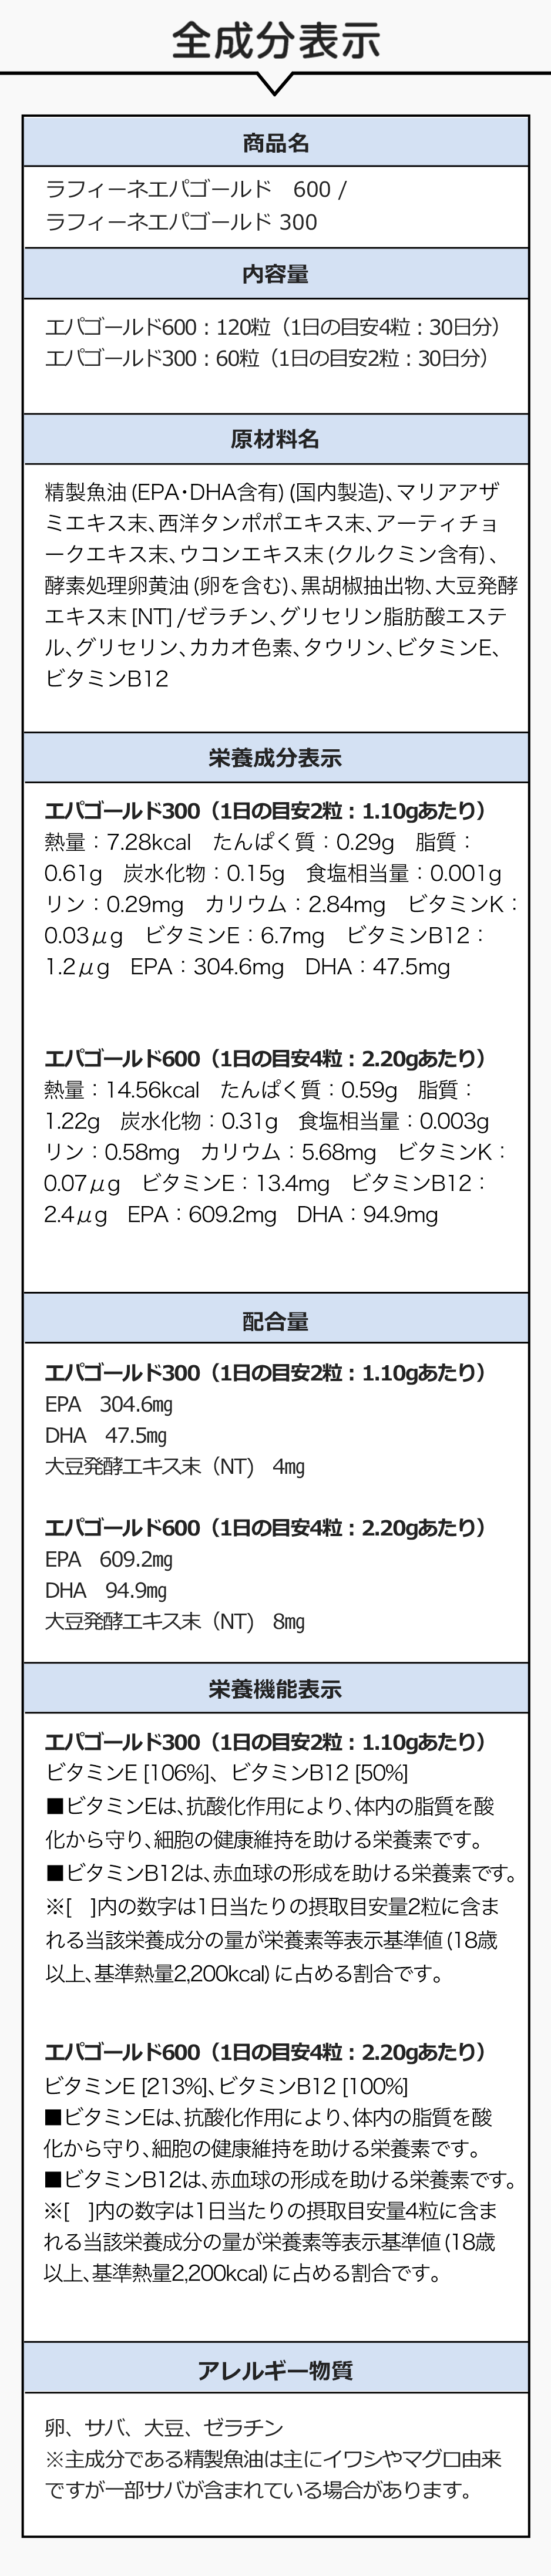 全成分表示
商品名
ラフィーネエパゴールド　600 /
ラフィーネエパゴールド 300
内容量
エパゴールド600：120粒（1日の目安4粒：30日分）
エパゴールド300：60粒（1日の目安2粒：30日分）
原材料名
精製魚油 (EPA・DHA含有) (国内製造)、マリアアザ
ミエキス末、西洋タンポポエキス末、アーティチョ
ークエキス末、ウコンエキス末 (クルクミン含有) 、
酵素処理卵黄油 (卵を含む)、黒胡椒抽出物、大豆発酵
エキス末 [NT] /ゼラチン、グリセリン脂肪酸エステ
ル、グリセリン、カカオ色素、タウリン、ビタミンE、
ビタミンB12
栄養成分表示
エパゴールド300（1日の目安2粒：1.10gあたり）
熱量：7.28kcal　たんぱく質：0.29g　脂質：
0.61g　炭水化物：0.15g　食塩相当量：0.001g
リン：0.29mg　カリウム：2.84mg　ビタミンK：
0.03μg　ビタミンE：6.7mg　ビタミンB12：
1.2μg　EPA：304.6mg　DHA：47.5mg
エパゴールド600（1日の目安4粒：2.20gあたり）
熱量：14.56kcal　たんぱく質：0.59g　脂質：
1.22g　炭水化物：0.31g　食塩相当量：0.003g
リン：0.58mg　カリウム：5.68mg　ビタミンK：
0.07μg　ビタミンE：13.4mg　ビタミンB12：
2.4μg　EPA：609.2mg　DHA：94.9mg
配合量
エパゴールド300（1日の目安2粒：1.10gあたり）
EPA　304.6㎎
DHA　47.5㎎
大豆発酵エキス末（NT）　4㎎
エパゴールド600（1日の目安4粒：2.20gあたり）
EPA　609.2㎎
DHA　94.9㎎
大豆発酵エキス末（NT）　8㎎
栄養機能表示
エパゴールド300（1日の目安2粒：1.10gあたり）
ビタミンE [106%]、ビタミンB12 [50%]
■ビタミンEは、抗酸化作用により、体内の脂質を酸
化から守り、細胞の健康維持を助ける栄養素です。
■ビタミンB12は、赤血球の形成を助ける栄養素です。
※[　]内の数字は1日当たりの摂取目安量2粒に含ま
れる当該栄養成分の量が栄養素等表示基準値 (18歳
以上、基準熱量2,200kcal) に占める割合です。
エパゴールド600（1日の目安4粒：2.20gあたり）
ビタミンE [213%]、ビタミンB12 [100%]
■ビタミンEは、抗酸化作用により、体内の脂質を酸
化から守り、細胞の健康維持を助ける栄養素です。
■ビタミンB12は、赤血球の形成を助ける栄養素です。
※[　]内の数字は1日当たりの摂取目安量4粒に含ま
れる当該栄養成分の量が栄養素等表示基準値 (18歳
以上、基準熱量2,200kcal) に占める割合です。
アレルギー物質
卵、サバ、大豆、ゼラチン
※主成分である精製魚油は主にイワシやマグロ由来
ですが一部サバが含まれている場合があります。